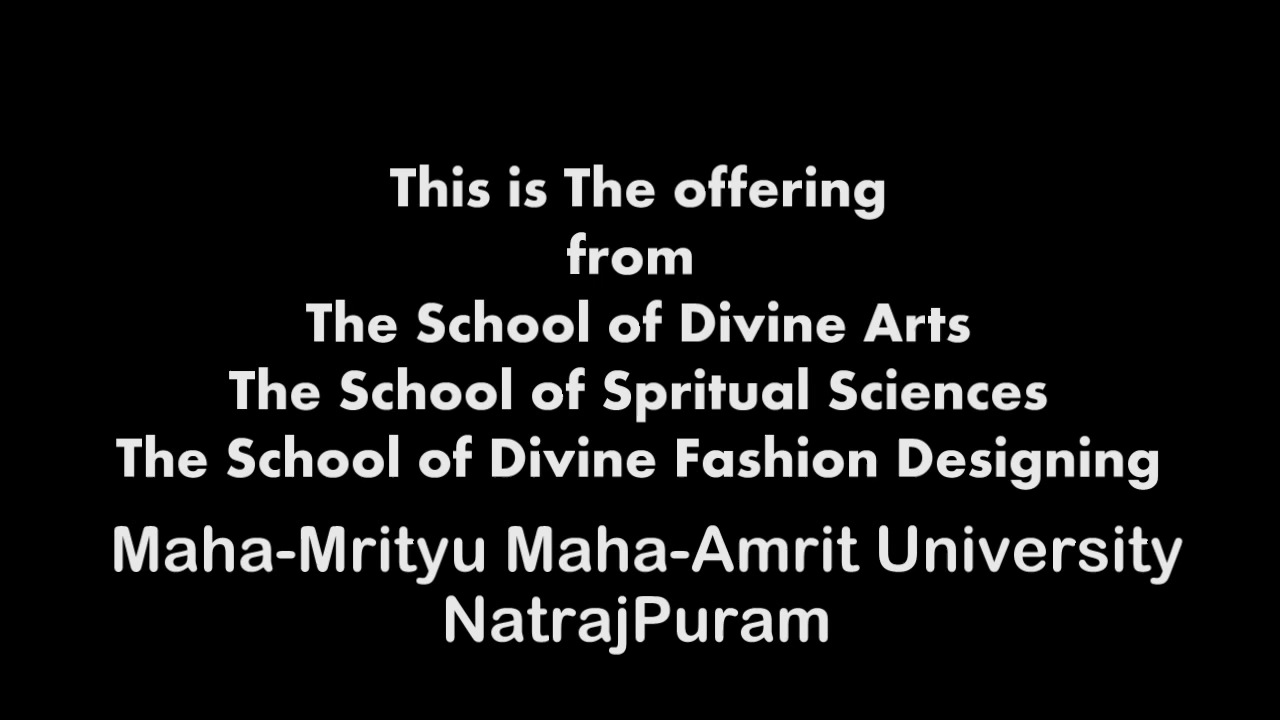 This is The offering
from
The School of Divine Arts
The School of Spritual Sciences
The School of Divine Fashion Designing
Maha-Mrityu Maha-Amrit University
NatrajPuram